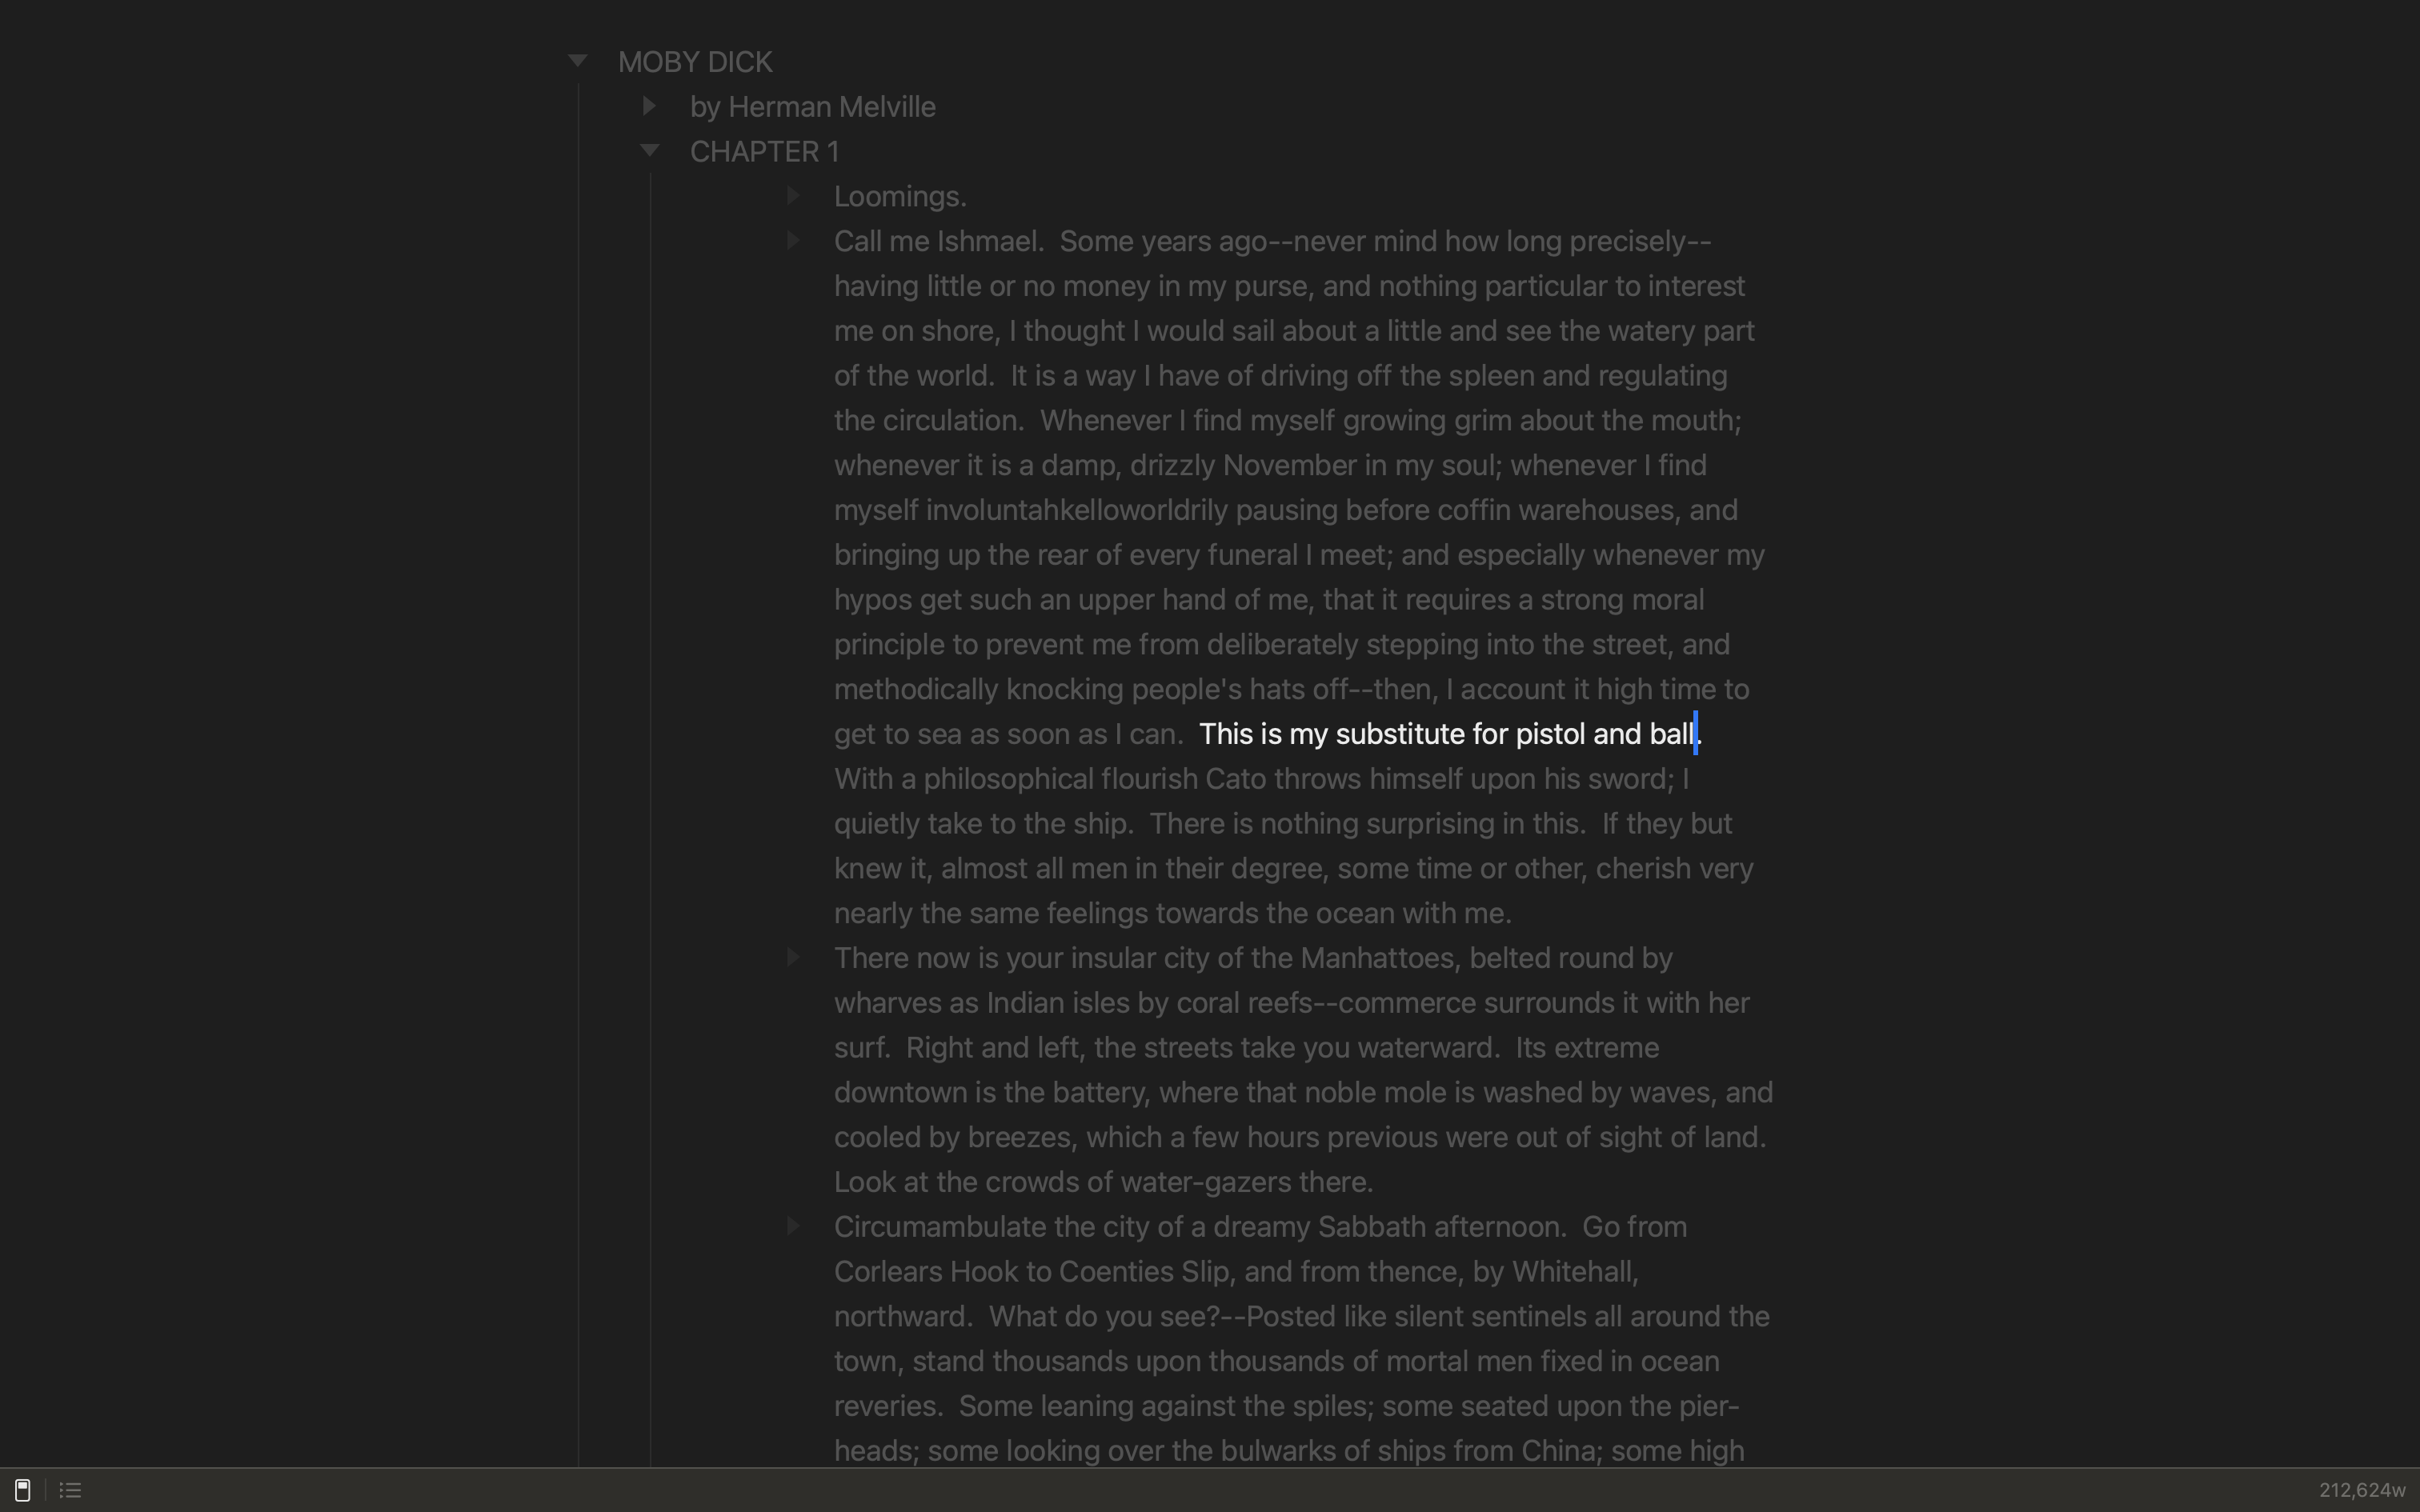 MOBY DICK
by Herman Melville
CHAPTER 1
Loomings.
Call me Ishmael.  Some years ago--never mind how long precisely--
having little or no money in my purse, and nothing particular to interest
me on shore, I thought I would sail about a little and see the watery part
of the world.  It is a way I have of driving off the spleen and regulating
the circulation.  Whenever I find myself growing grim about the mouth;
whenever it is a damp, drizzly November in my soul; whenever I find
myself involuntahkelloworldrily pausing before coffin warehouses, and
bringing up the rear of every funeral I meet; and especially whenever my
hypos get such an upper hand of me, that it requires a strong moral
principle to prevent me from deliberately stepping into the street, and
methodically knocking people's hats off--then, I account it high time to
get to sea as soon as I can.  This is my substitute for pistol and ball.
With a philosophical flourish Cato throws himself upon his sword; I
quietly take to the ship.  There is nothing surprising in this.  If they but
knew it, almost all men in their degree, some time or other, cherish very
nearly the same feelings towards the ocean with me.
There now is your insular city of the Manhattoes, belted round by
wharves as Indian isles by coral reefs--commerce surrounds it with her
surf.  Right and left, the streets take you waterward.  Its extreme
downtown is the battery, where that noble mole is washed by waves, and
cooled by breezes, which a few hours previous were out of sight of land.
Look at the crowds of water-gazers there.
Circumambulate the city of a dreamy Sabbath afternoon.  Go from
Corlears Hook to Coenties Slip, and from thence, by Whitehall,
northward.  What do you see?--Posted like silent sentinels all around the
town, stand thousands upon thousands of mortal men fixed in ocean
reveries.  Some leaning against the spiles; some seated upon the pier-
heads; some looking over the bulwarks of ships from China; some high
212,624w